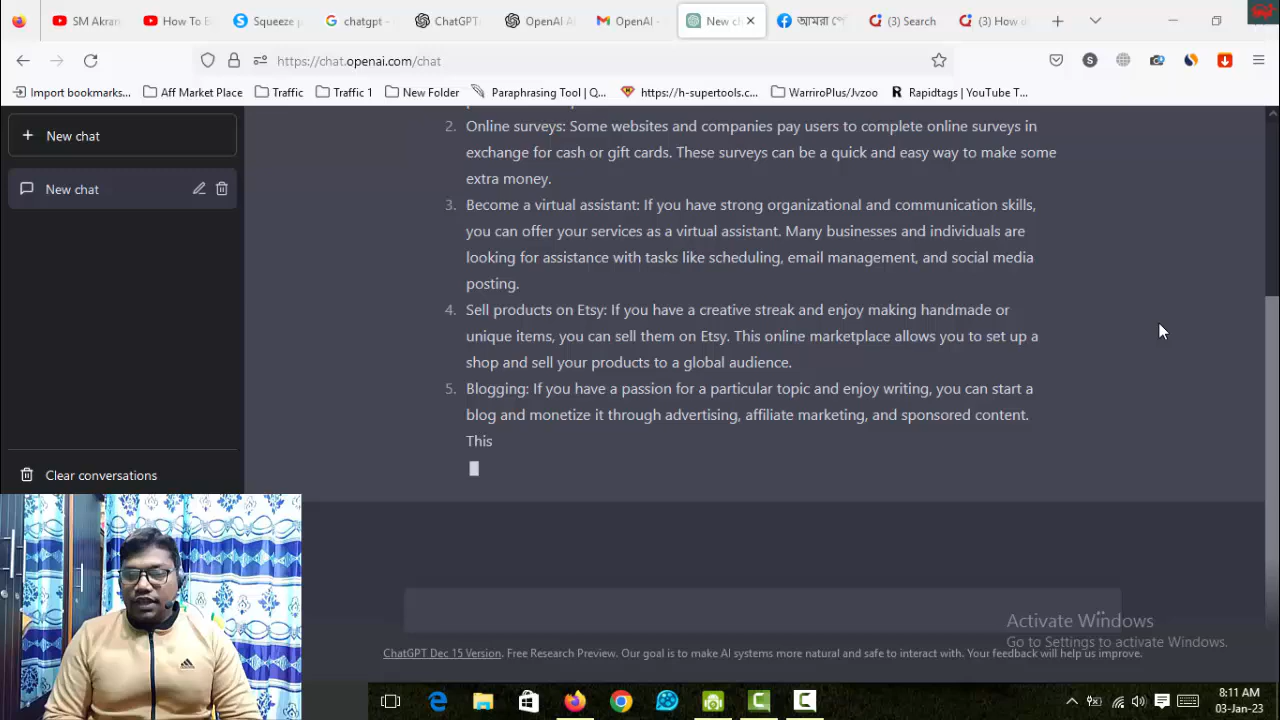 SM Akran
How To B
Squeeze p
chatgpt -
ChatGPT:
OpenAI
OpenAI -
New c
আমরা পে
(3) Search
(3) How d
https://chat.openai.com/chat
Import bookmarks...
Aff Market Place
Traffic
Traffic 1
New Folder
Paraphrasing Tool | Q...
https://h-supertools.c...
WarriroPlus/Jvzoo
Rapidtags | YouTube T...
New chat
New chat
2. Online surveys: Some websites and companies pay users to complete online surveys in
exchange for cash or gift cards. These surveys can be a quick and easy way to make some
extra money.
3. Become a virtual assistant: If you have strong organizational and communication skills,
you can offer your services as a virtual assistant. Many businesses and individuals are
looking for assistance with tasks like scheduling, email management, and social media
posting.
4. Sell products on Etsy: If you have a creative streak and enjoy making handmade or
unique items, you can sell them on Etsy. This online marketplace allows you to set up a
shop and sell your products to a global audience.
5. Blogging: If you have a passion for a particular topic and enjoy writing, you can start a
blog and monetize it through advertising, affiliate marketing, and sponsored content.
This
Clear conversations
Activate Windows
Go to Settings to activate Windows.
ChatGPT Dec 15 Version. Free Research Preview. Our goal is to make AI systems more natural and safe to interact with. Your feedback will help us improve.
8:11 AM
03-Jan-23